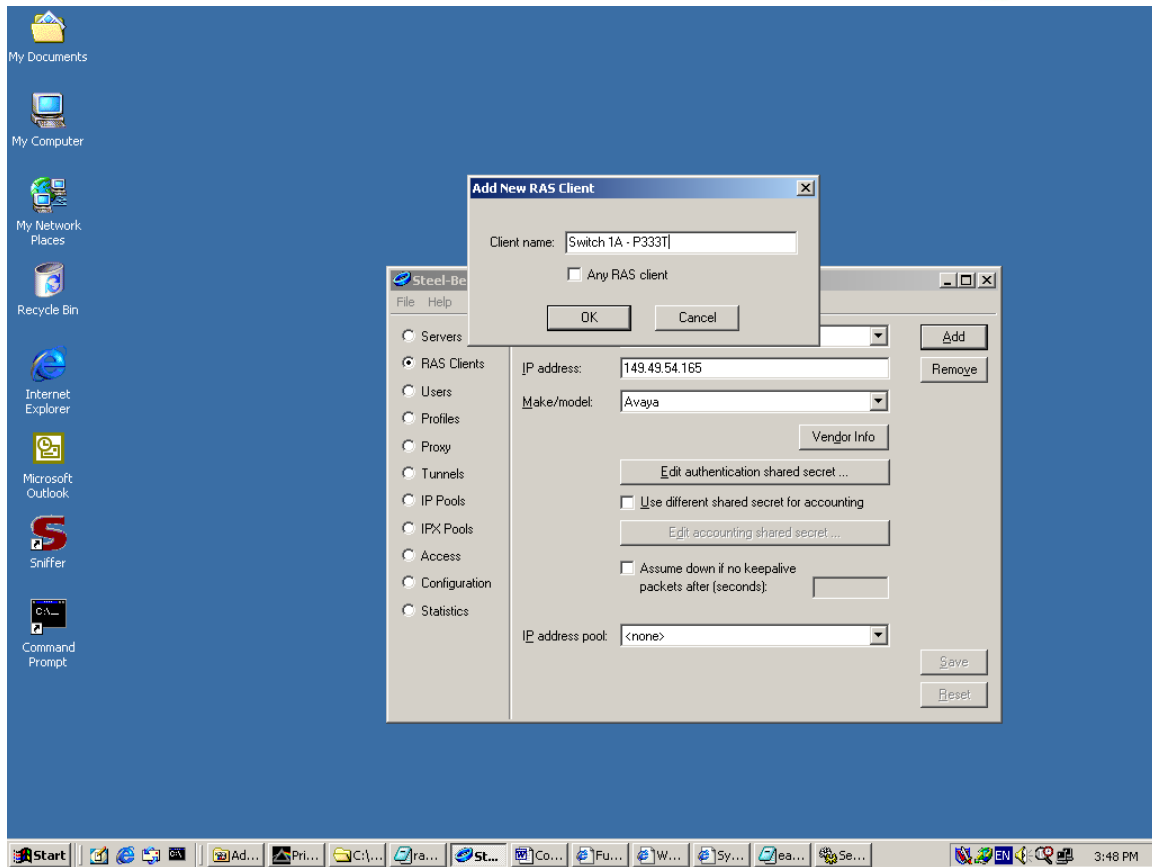 My Documents
My Computer
My Network
Places
Recycle Bin
Internet
Explorer
Microsoft
Outlook
Sniffer
C:\_
Command
Prompt
Add New RAS Client
Client name: Switch 1A - P333T
Any RAS client
OK Cancel
Steel-Be
File Help
Servers
RAS Clients
Users
Profiles
Proxy
Tunnels
IP Pools
IPX Pools
Access
Configuration
Statistics
IP address: 149.49.54.165
Make/model: Avaya
Vendor Info
Edit authentication shared secret ...
Use different shared secret for accounting
Edit accounting shared secret ...
Assume down if no keepalive
packets after (seconds):
IP address pool: <none>
Add
Remove
Save
Reset
Start Ad... Pri... C:\... ra... St... Co... Fu... W... Sy... ea... Se... EN 3:48 PM